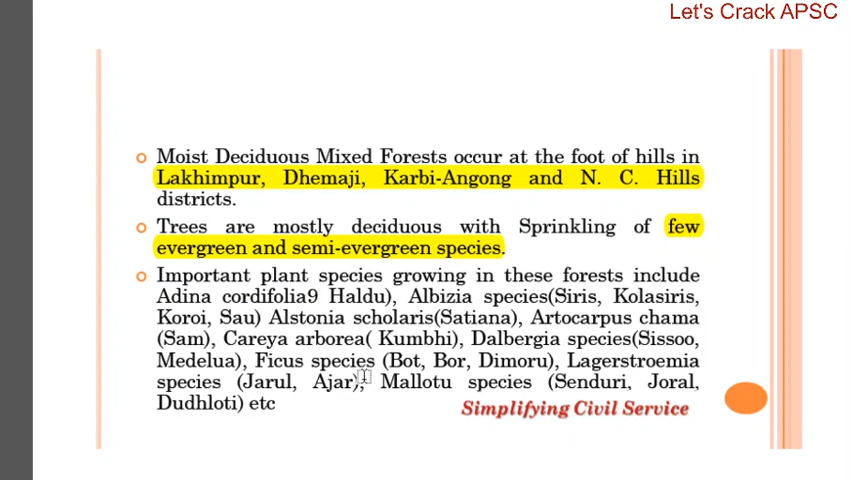 Let's Crack APSC
Moist Deciduous Mixed Forests occur at the foot of hills in
Lakhimpur, Dhemaji, Karbi-Angong and N. C. Hills
districts.
Trees are mostly deciduous with Sprinkling of few
evergreen and semi-evergreen species.
Important plant species growing in these forests include
Adina cordifolia9 Haldu), Albizia species(Siris, Kolasiris,
Koroi, Sau) Alstonia scholaris(Satiana), Artocarpus chama
(Sam), Careya arborea( Kumbhi), Dalbergia species(Sissoo,
Medelua), Ficus species (Bot, Bor, Dimoru), Lagerstroemia
species (Jarul, Ajar), Mallotu species (Senduri, Joral,
Dudhloti) etc
Simplifying Civil Service